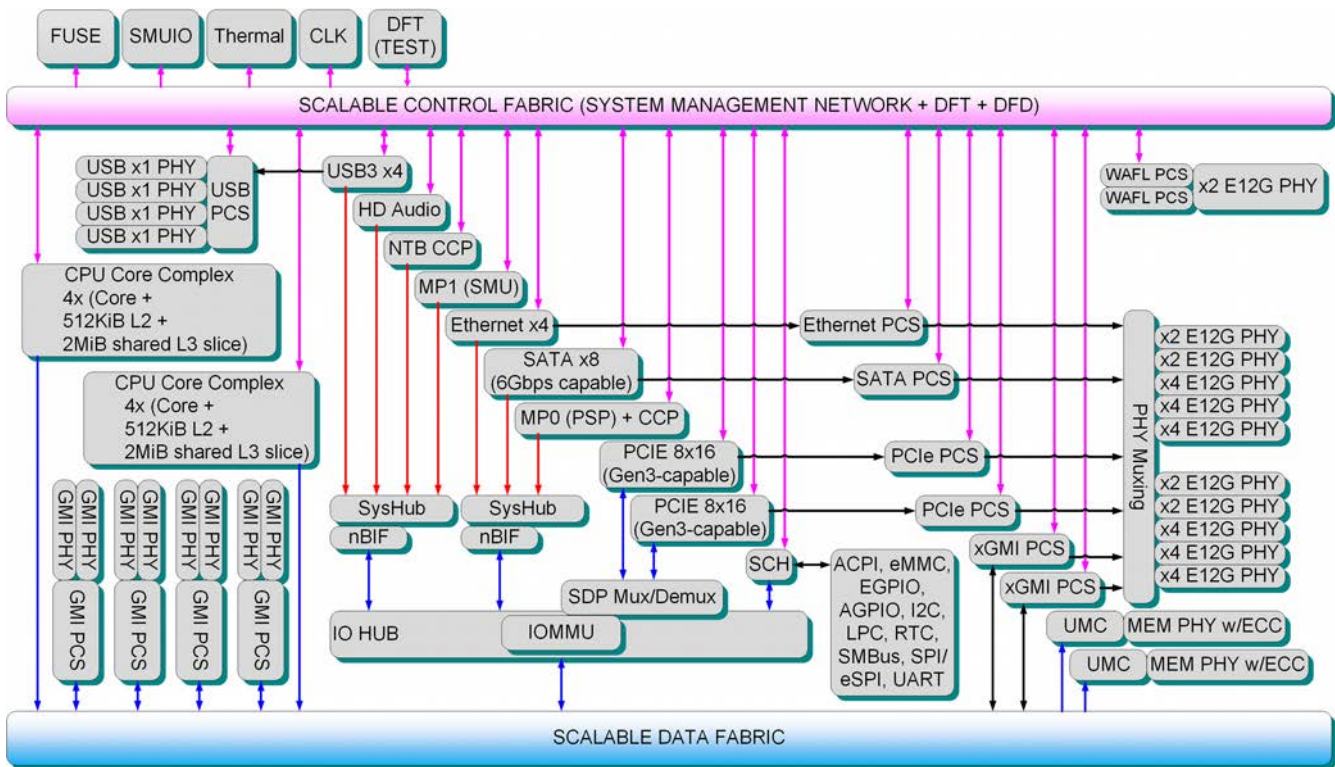 FUSE
SMUIO
Thermal
CLK
DFT
(TEST)
SCALABLE CONTROL FABRIC (SYSTEM MANAGEMENT NETWORK + DFT + DFD)
USB x1 PHY
USB x1 PHY
USB x1 PHY
USB x1 PHY
USB
PCS
USB3 x4
HD Audio
NTB CCP
MP1 (SMU)
Ethernet x4
SATA x8
(6Gbps capable)
MP0 (PSP) + CCP
PCIE 8x16
(Gen3-capable)
PCIE 8x16
(Gen3-capable)
WAFL PCS
WAFL PCS
x2 E12G PHY
CPU Core Complex
4x (Core +
512KiB L2 +
2MiB shared L3 slice)
CPU Core Complex
4x (Core +
512KiB L2 +
2MiB shared L3 slice)
Ethernet PCS
SATA PCS
PCIe PCS
PCIe PCS
xGMI PCS
xGMI PCS
PHY Muxing
x2 E12G PHY
x2 E12G PHY
x4 E12G PHY
x4 E12G PHY
x4 E12G PHY
x2 E12G PHY
x2 E12G PHY
x4 E12G PHY
x4 E12G PHY
x4 E12G PHY
GMI PHY
GMI PHY
GMI PCS
GMI PHY
GMI PHY
GMI PCS
GMI PHY
GMI PHY
GMI PCS
GMI PHY
GMI PHY
GMI PCS
SysHub
nBIF
SysHub
nBIF
SDP Mux/Demux
IO HUB
IOMMU
SCH
ACPI, eMMC,
EGPIO,
AGPIO, I2C,
LPC, RTC,
SMBus, SPI/
eSPI, UART
UMC
MEM PHY w/ECC
UMC
MEM PHY w/ECC
SCALABLE DATA FABRIC